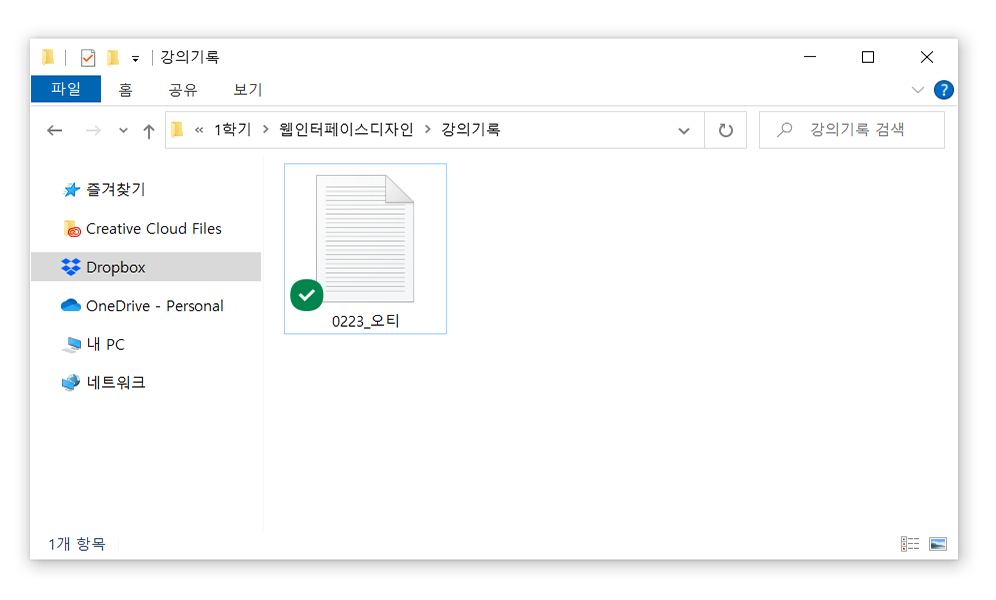 강의기록
파일 홈 공유 보기
« 1학기 > 웹인터페이스디자인 > 강의기록
강의기록 검색
즐겨찾기
Creative Cloud Files
Dropbox
OneDrive - Personal
내 PC
네트워크
0223_오티
1개 항목